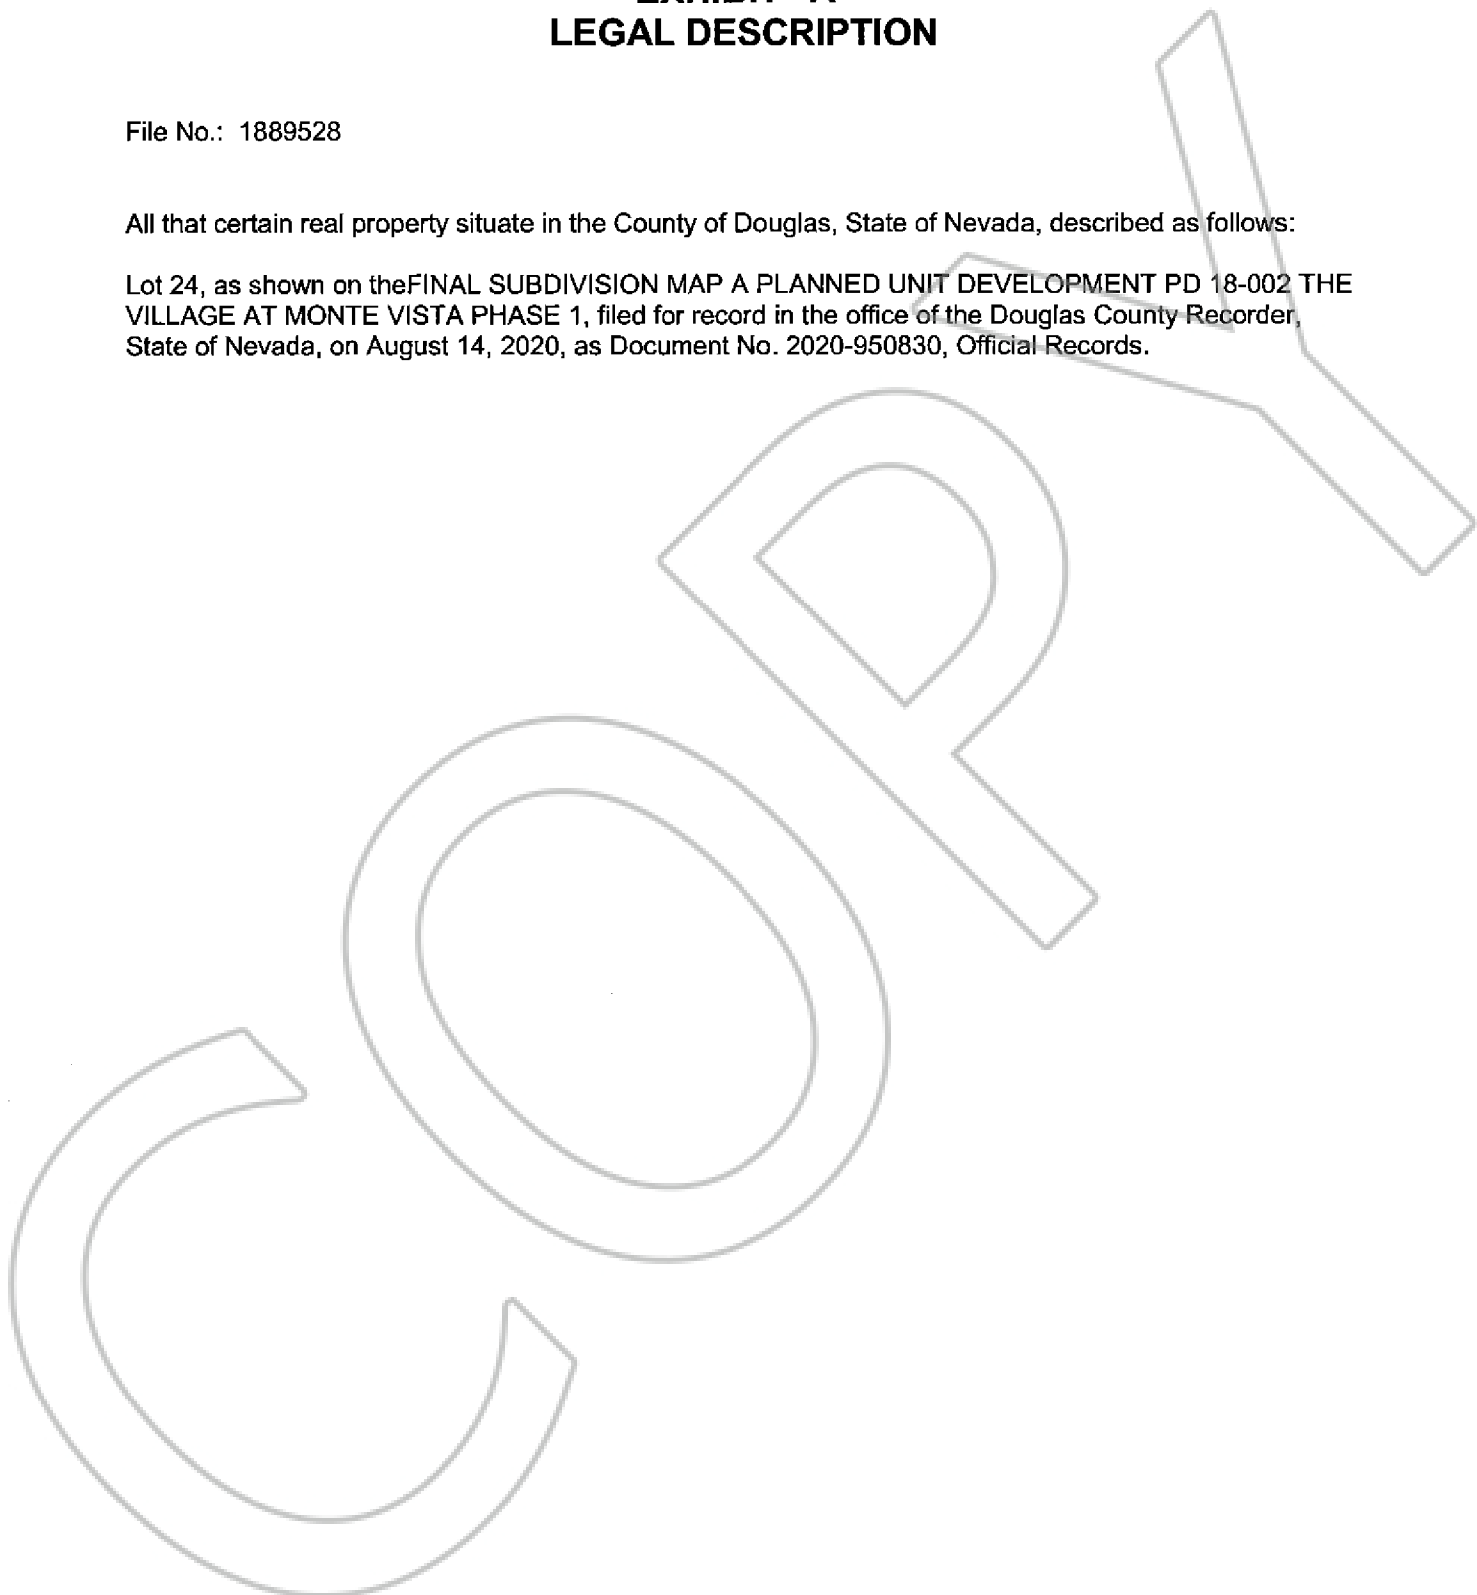 LEGAL DESCRIPTION
File No.: 1889528
All that certain real property situate in the County of Douglas, State of Nevada, described as follows:
Lot 24, as shown on theFINAL SUBDIVISION MAP A PLANNED UNIT DEVELOPMENT PD 18-002 THE
VILLAGE AT MONTE VISTA PHASE 1, filed for record in the office of the Douglas County Recorder,
State of Nevada, on August 14, 2020, as Document No. 2020-950830, Official Records.
COPY